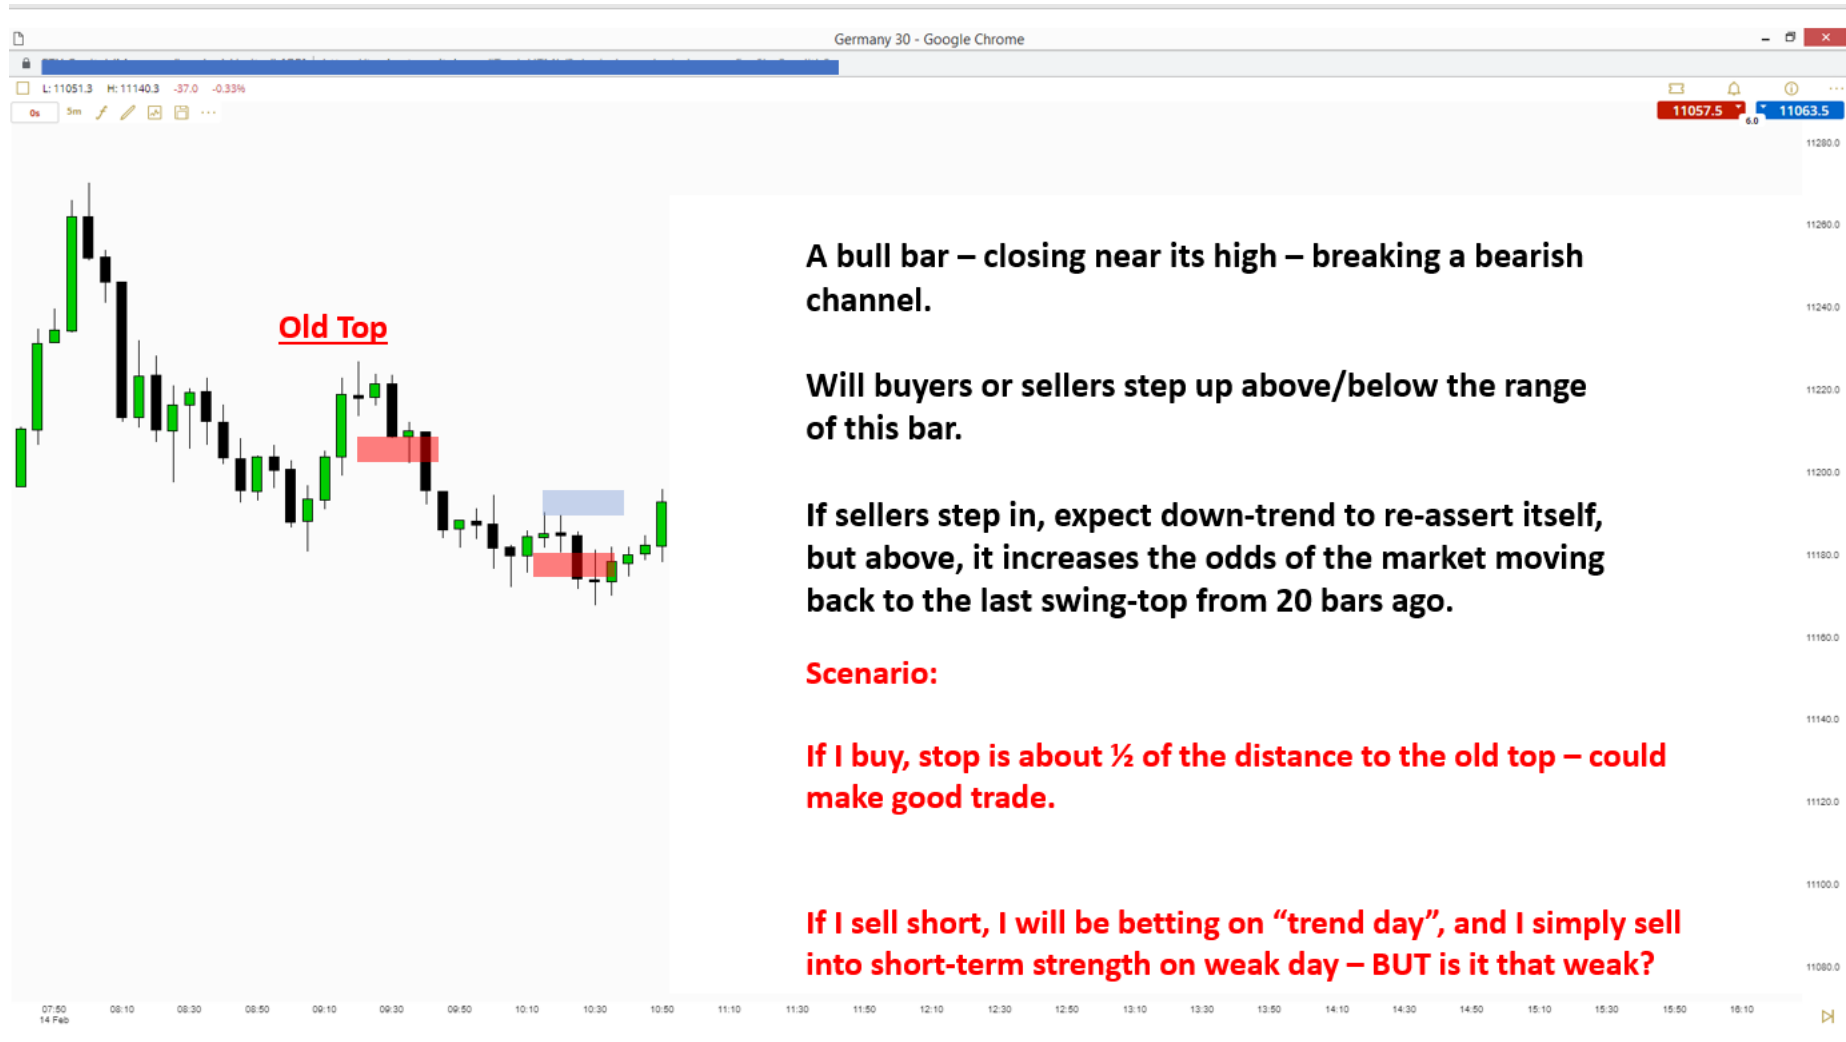 Germany 30 - Google Chrome
L: 11051.3 H: 11140.3 -37.0 -0.33%
0s 5m
11057.5 6.0 11063.5
11280.0
11260.0
11240.0
11220.0
11200.0
11180.0
11160.0
11140.0
11120.0
11100.0
11080.0
Old Top
A bull bar – closing near its high – breaking a bearish
channel.
Will buyers or sellers step up above/below the range
of this bar.
If sellers step in, expect down-trend to re-assert itself,
but above, it increases the odds of the market moving
back to the last swing-top from 20 bars ago.
Scenario:
If I buy, stop is about ½ of the distance to the old top – could
make good trade.
If I sell short, I will be betting on “trend day”, and I simply sell
into short-term strength on weak day – BUT is it that weak?
07:50 08:10 08:30 08:50 09:10 09:30 09:50 10:10 10:30 10:50 11:10 11:30 11:50 12:10 12:30 12:50 13:10 13:30 13:50 14:10 14:30 14:50 15:10 15:30 15:50 16:10
14 Feb